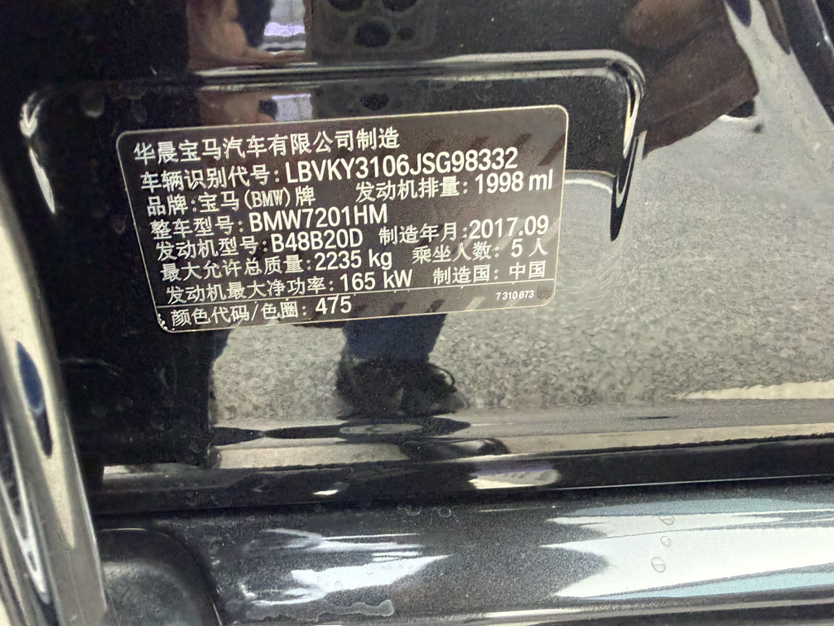 华晨宝马汽车有限公司制造
车辆识别代号: LBVKY3106JSG98332
品牌:宝马(BMW)牌 发动机排量: 1998 ml
整车型号: BMW7201HM
发动机型号: B48B20D 制造年月:2017.09
最大允许总质量: 2235 kg 乘坐人数: 5 人
发动机最大净功率: 165 kW 制造国: 中国
颜色代码/色圈: 475 7 310 673